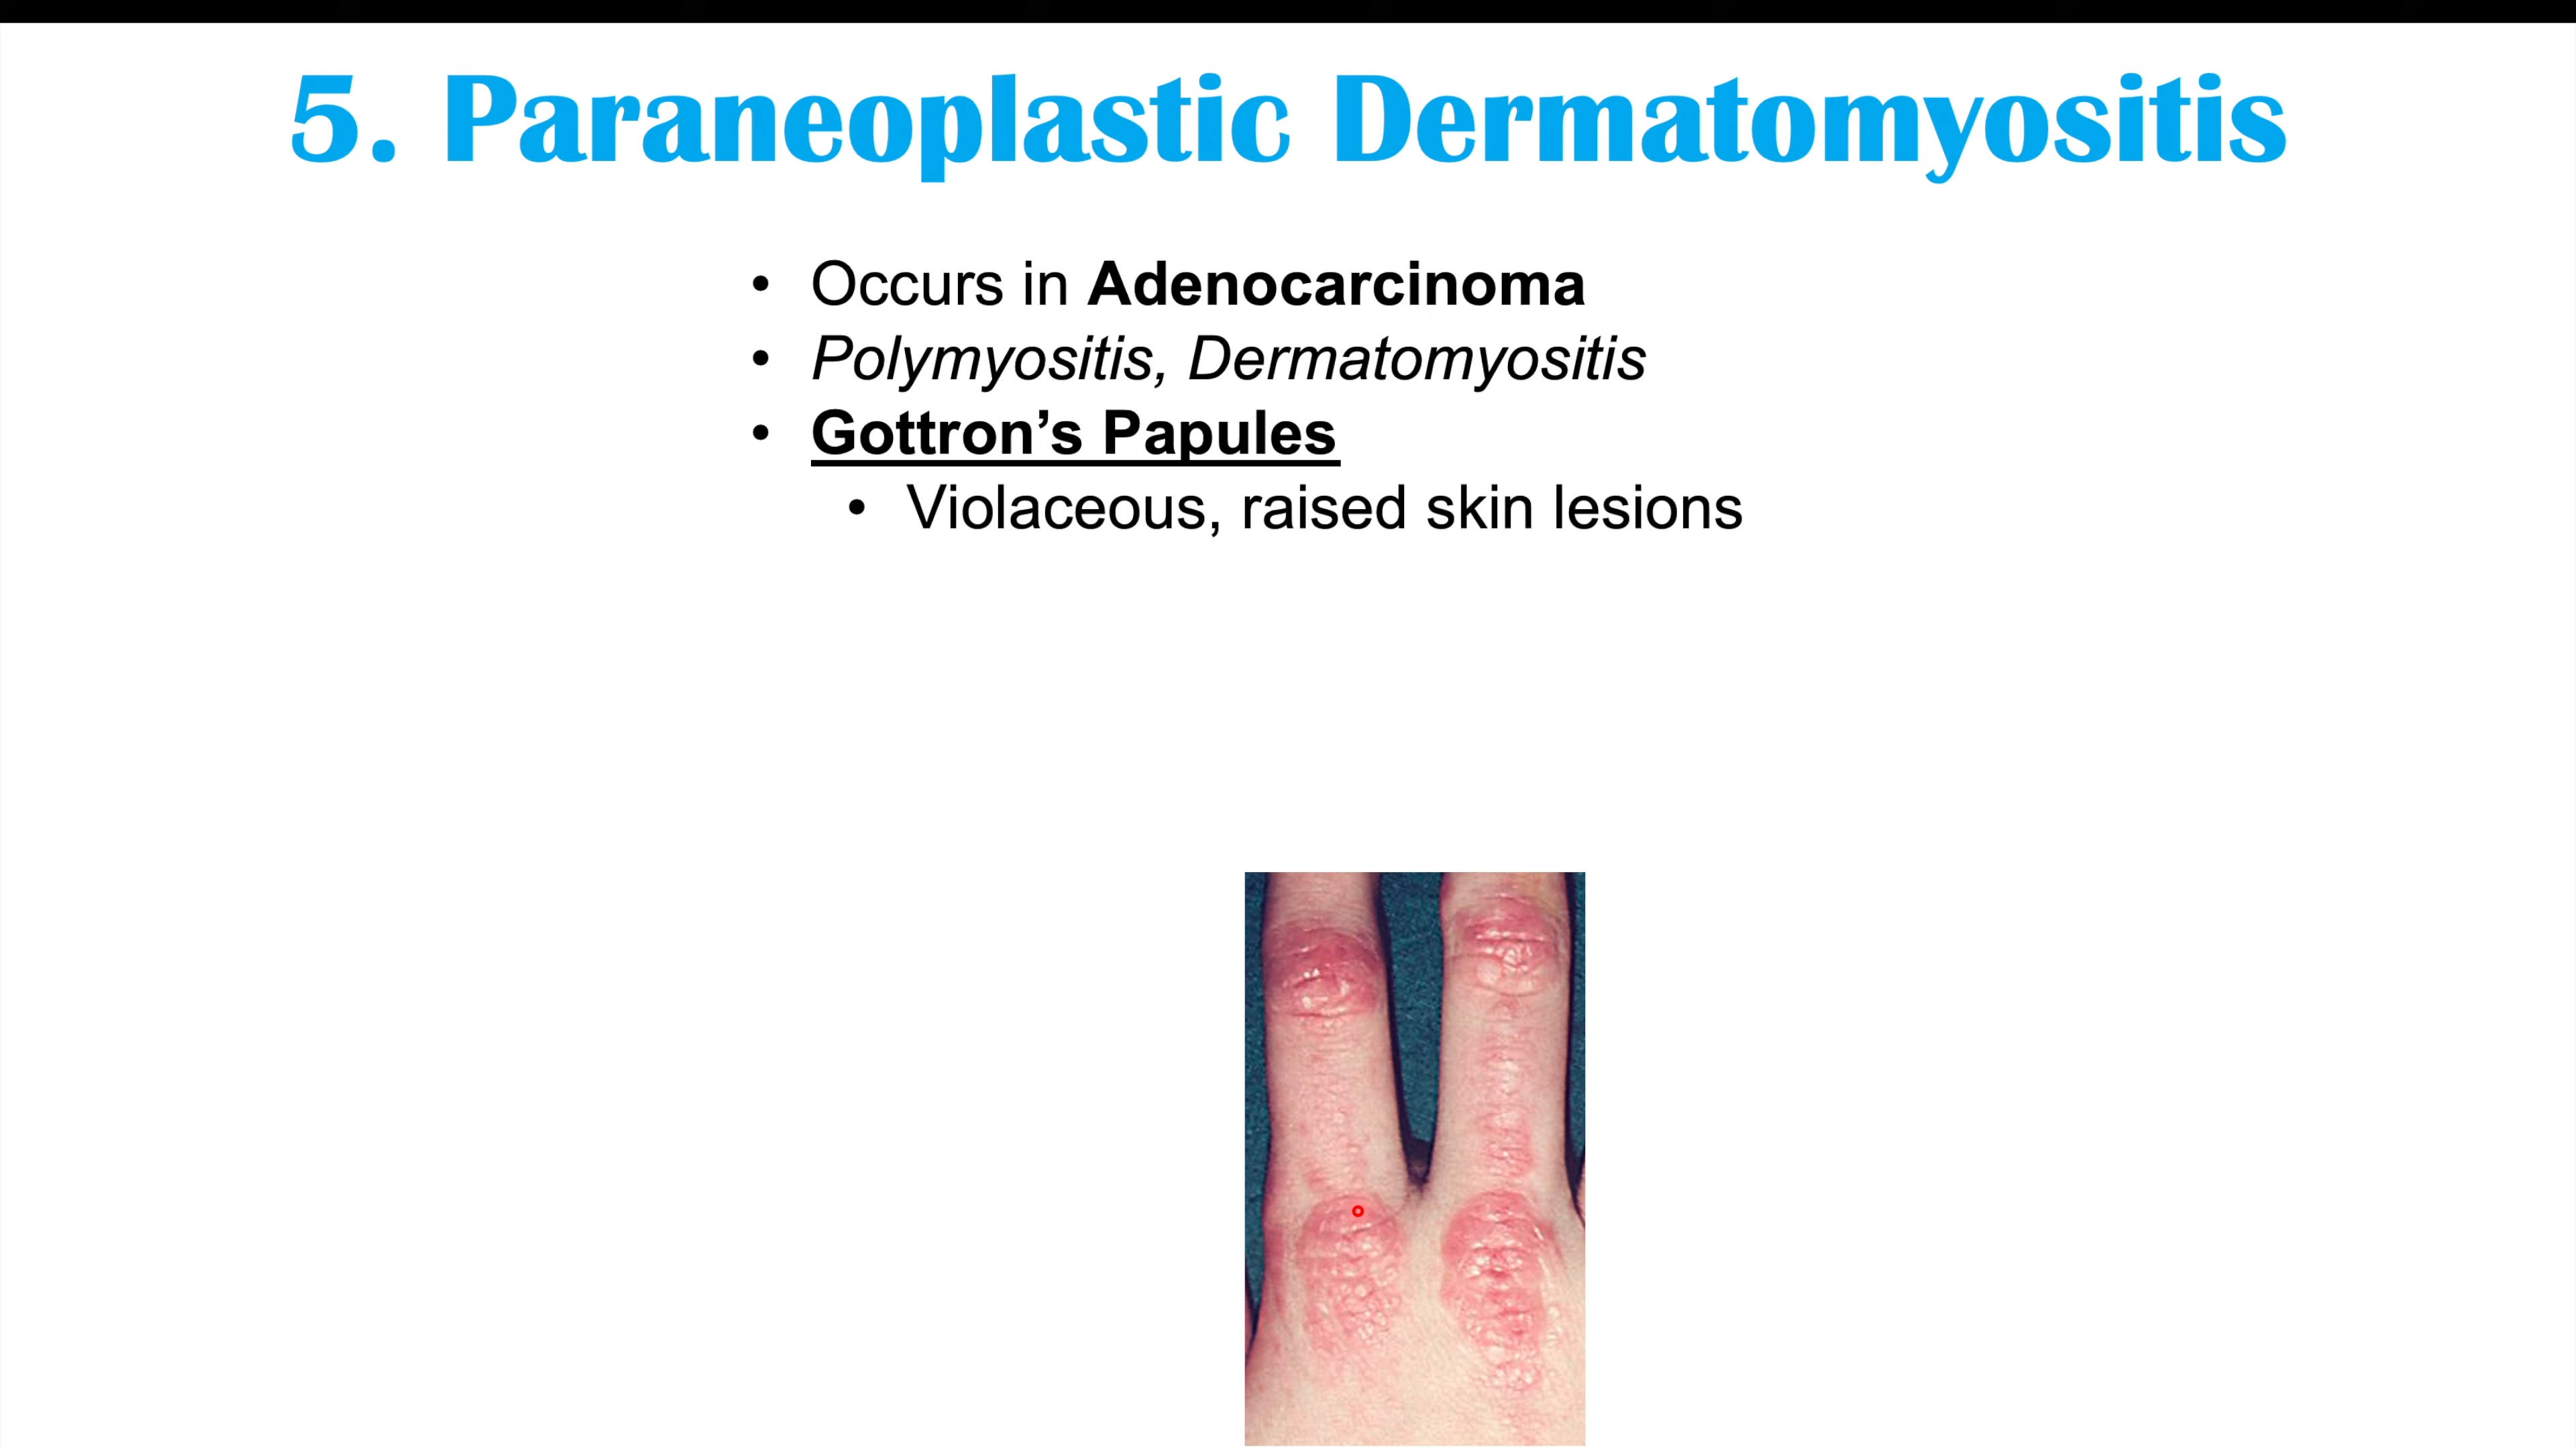 5. Paraneoplastic Dermatomyositis
• Occurs in Adenocarcinoma
• Polymyositis, Dermatomyositis
• Gottron’s Papules
• Violaceous, raised skin lesions